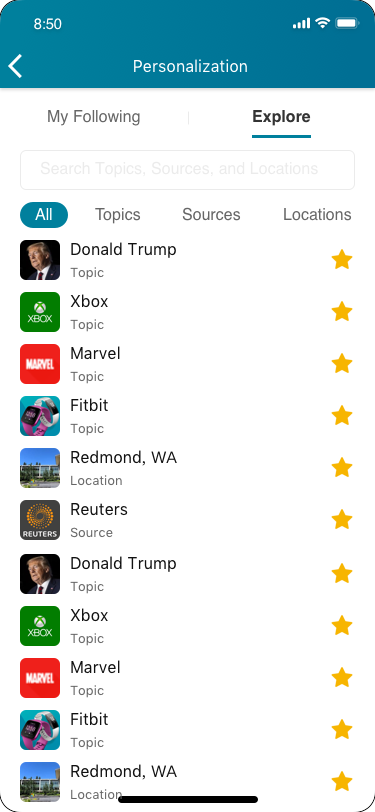 8:50
Personalization
My Following
Explore
Search Topics, Sources, and Locations
All Topics Sources Locations
Donald Trump
Topic
XBOX
Xbox
Topic
MARVEL
Marvel
Topic
Fitbit
Topic
Redmond, WA
Location
REUTERS
Reuters
Source
Donald Trump
Topic
XBOX
Xbox
Topic
MARVEL
Marvel
Topic
Fitbit
Topic
Redmond, WA
Location